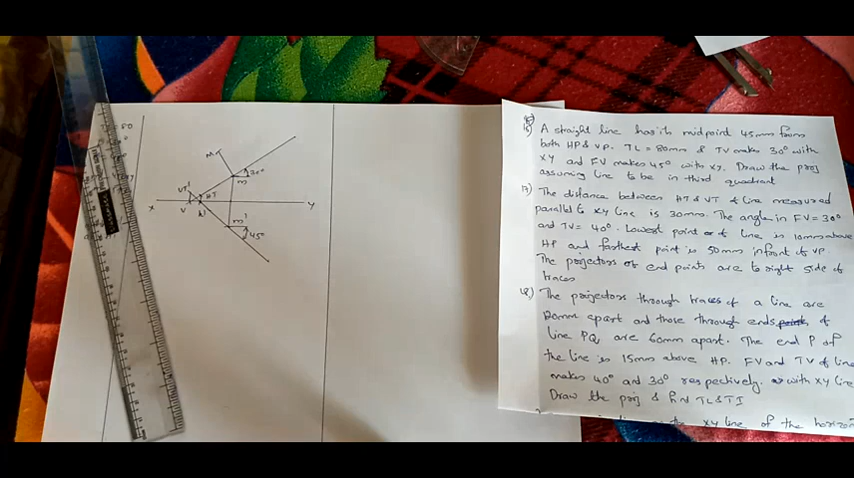 16) A straight line has its midpoint 45mm from
both HP & VP. TL = 80mm & TV makes 30° with
XY and FV makes 45° with XY. Draw the proj
assuming line to be in third quadrant
17) The distance between HT & VT of line measured
parallel to XY line is 30mm. The angle in FV = 30°
and TV = 40°. Lowest point of line is 10mm above
HP and farthest point is 50mm infront of VP.
The projectors of end points are to right side of
traces
18) The projectors through traces of a line are
apart and those through ends of
line PQ are 60mm apart. The end P of
the line is 15mm above HP. FV and TV of line
makes 40° and 30° respectively. with XY line
Draw the proj & find TL & TI
XY line of the horizon
M
30°
m
VT'
HT
X
V
h'
Y
m'
45°